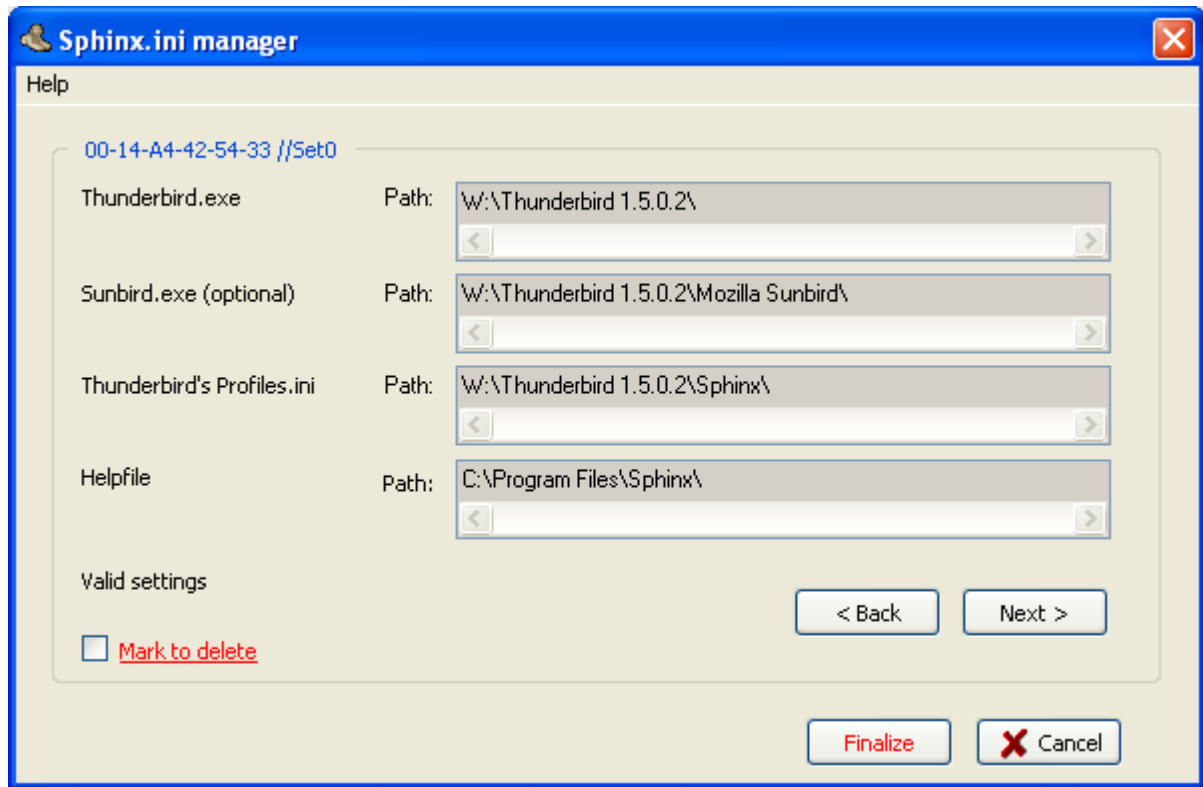 Sphinx.ini manager
Help
00-14-A4-42-54-33 //Set0
Thunderbird.exe Path: W:\Thunderbird 1.5.0.2\
Sunbird.exe (optional) Path: W:\Thunderbird 1.5.0.2\Mozilla Sunbird\
Thunderbird's Profiles.ini Path: W:\Thunderbird 1.5.0.2\Sphinx\
Helpfile Path: C:\Program Files\Sphinx\
Valid settings
< Back Next >
Mark to delete
Finalize Cancel